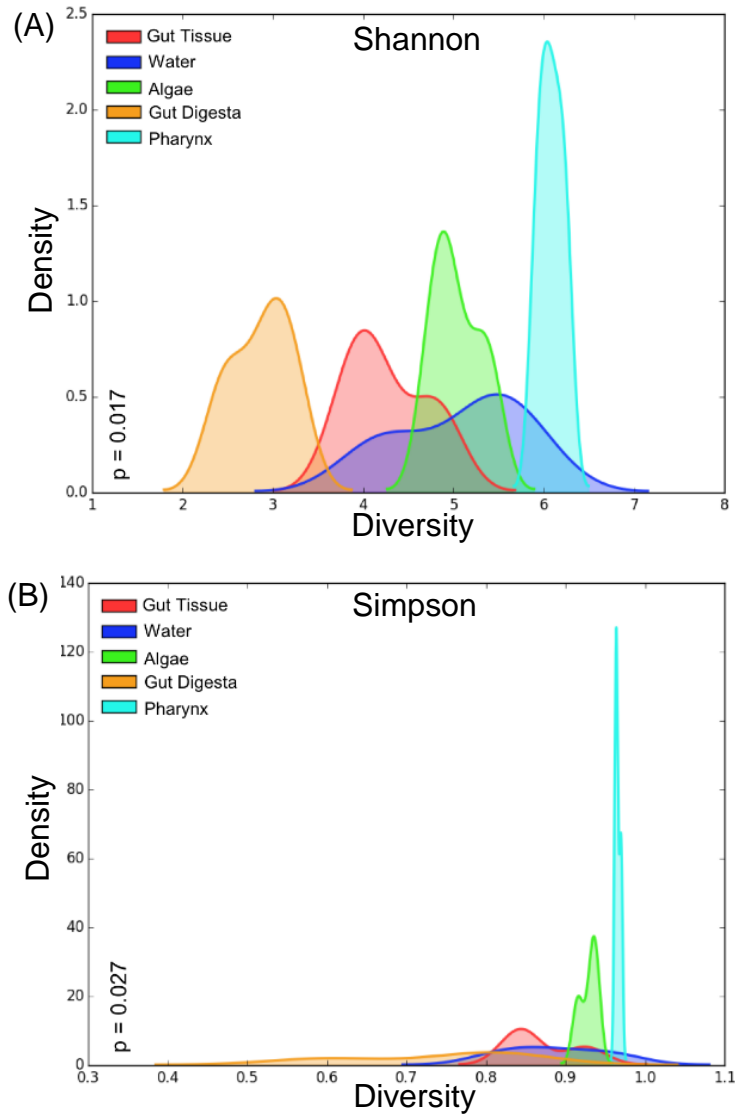 (A)
Shannon
2.5
2.0
1.5
1.0
0.5
0.0
Density
Gut Tissue
Water
Algae
Gut Digesta
Pharynx
p = 0.017
1 2 3 4 5 6 7 8
Diversity
(B)
Simpson
140
120
100
80
60
40
20
0
Density
Gut Tissue
Water
Algae
Gut Digesta
Pharynx
p = 0.027
0.3 0.4 0.5 0.6 0.7 0.8 0.9 1.0 1.1
Diversity